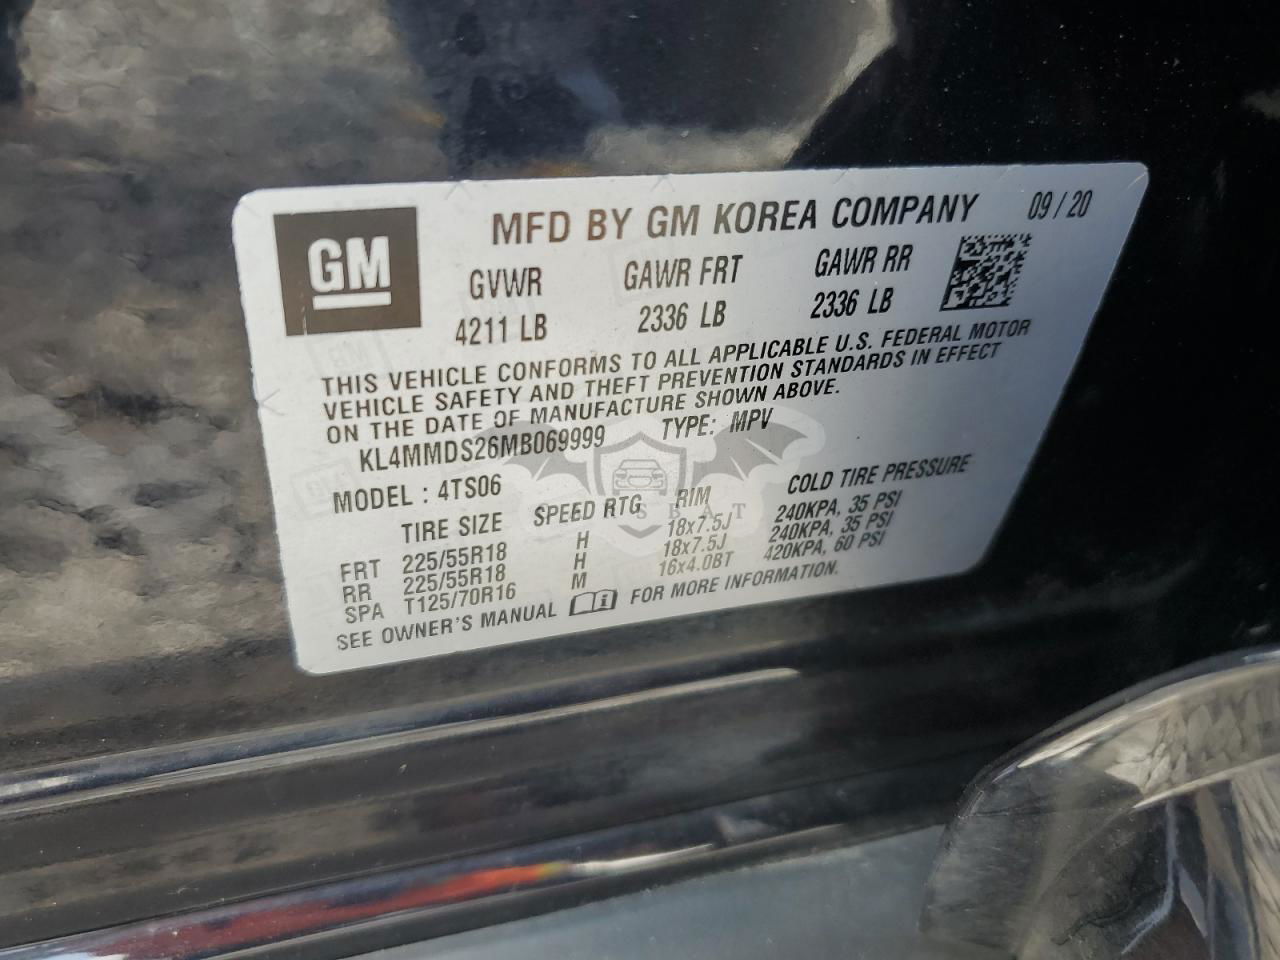 MFD BY GM KOREA COMPANY 09/20
GM
GVWR GAWR FRT GAWR RR
4211 LB 2336 LB 2336 LB
THIS VEHICLE CONFORMS TO ALL APPLICABLE U.S. FEDERAL MOTOR
VEHICLE SAFETY AND THEFT PREVENTION STANDARDS IN EFFECT
ON THE DATE OF MANUFACTURE SHOWN ABOVE.
KL4MMDS26MB069999 TYPE: MPV
MODEL : 4TS06
TIRE SIZE SPEED RTG RIM COLD TIRE PRESSURE
FRT 225/55R18 H 18x7.5J 240KPA, 35 PSI
RR 225/55R18 H 18x7.5J 240KPA, 35 PSI
SPA T125/70R16 M 16x4.0BT 420KPA, 60 PSI
SEE OWNER'S MANUAL FOR MORE INFORMATION.